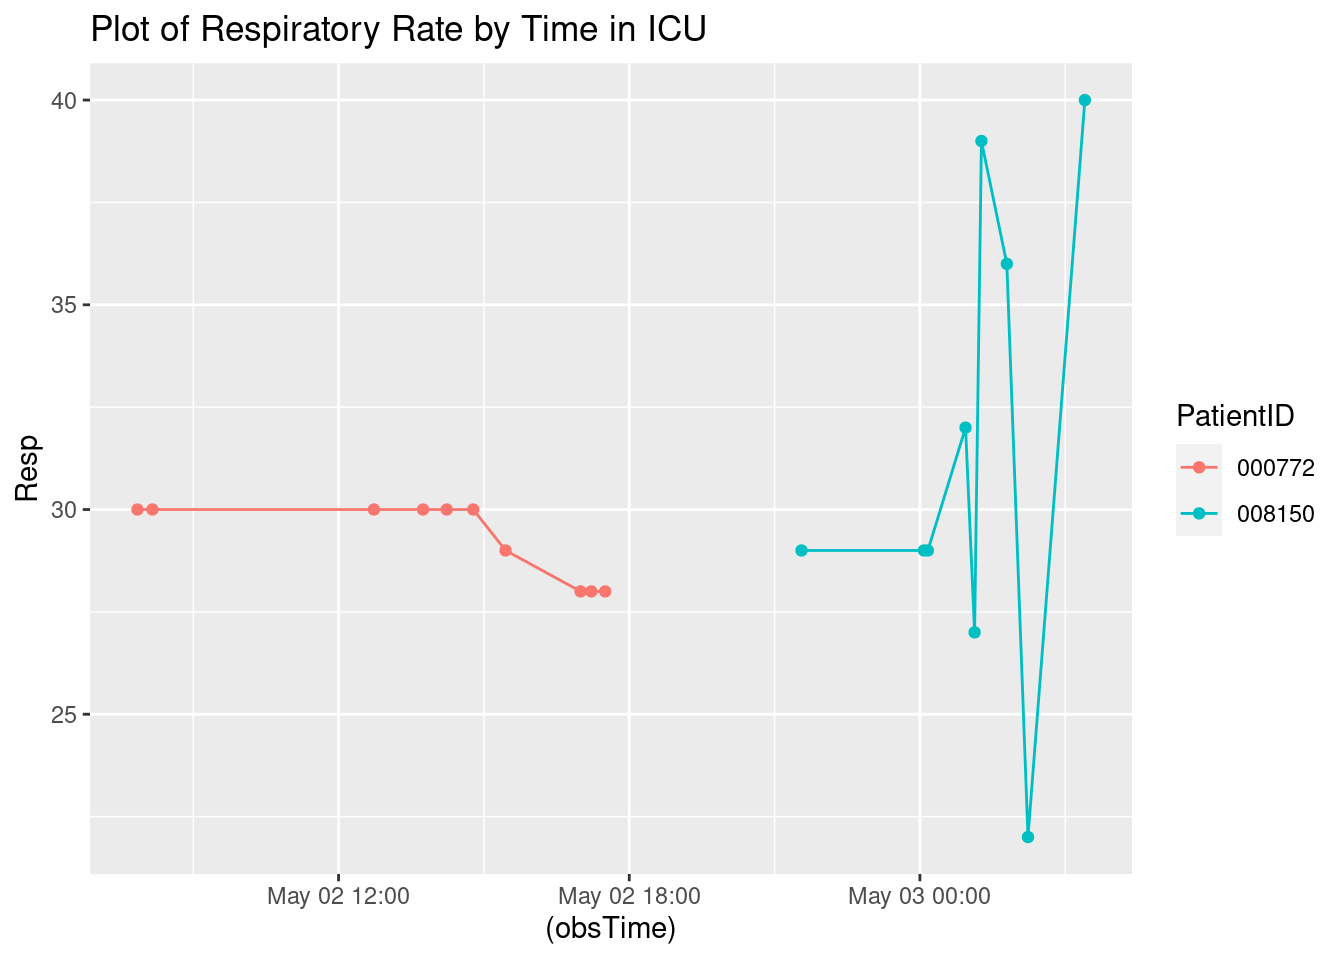 Plot of Respiratory Rate by Time in ICU
40
35
30
25
Resp
May 02 12:00
May 02 18:00
May 03 00:00
(obsTime)
PatientID
000772
008150